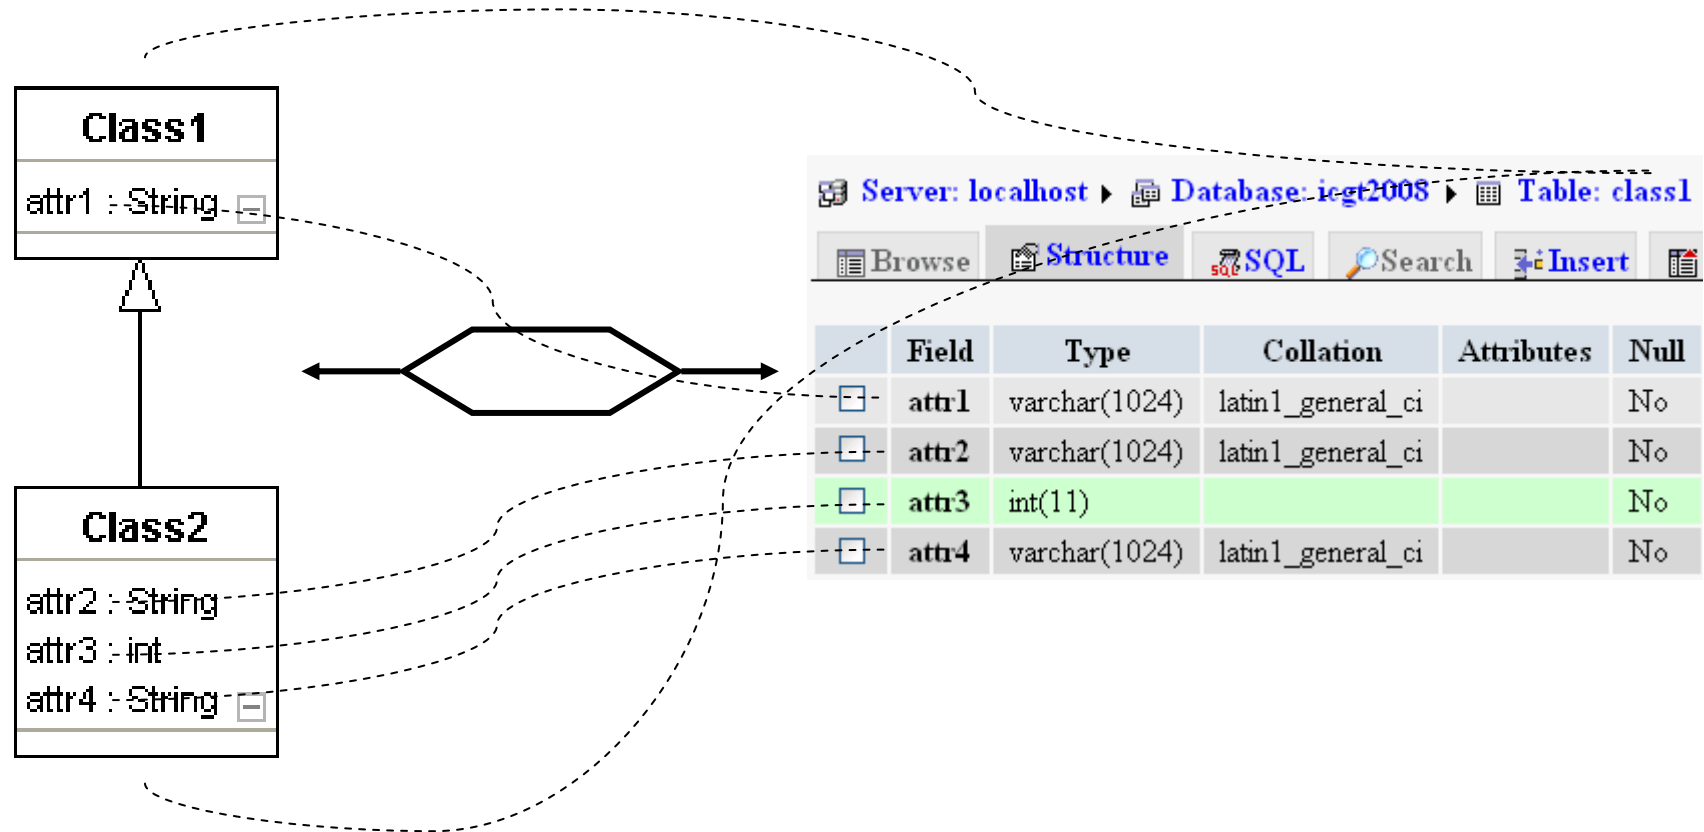 Class1
attr1 : String
Class2
attr2 : String
attr3 : int
attr4 : String
Server: localhost Database: icgt2008 Table: class1
Browse Structure SQL Search Insert
Field Type Collation Attributes Null
attr1 varchar(1024) latin1_general_ci No
attr2 varchar(1024) latin1_general_ci No
attr3 int(11) No
attr4 varchar(1024) latin1_general_ci No